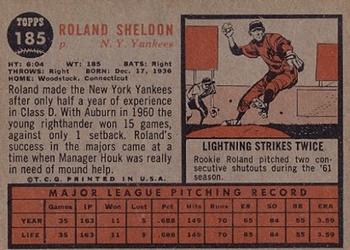 TOPPS
185
ROLAND SHELDON
p. N. Y. Yankees
HT: 6:04 WT: 185 BATS: Right
THROWS: Right BORN: Dec. 17, 1936
HOME: Woodstock, Connecticut
Roland made the New York Yankees
after only half a year of experience
in Class D. With Auburn in 1960 the
young righthander won 15 games,
against only 1 setback. Roland's
success in the majors came at a
time when Manager Houk was really
in need of mound help.
© T. C. G. PRINTED IN U.S.A.
LIGHTNING STRIKES TWICE.
Rookie Roland pitched two con-
secutive shutouts during the '61
season.
MAJOR LEAGUE PITCHING RECORD
Games IP Won Lost Pct. Hits Runs SO BB ERA
YEAR 35 163 11 5 .688 149 70 84 55 3.59
LIFE 35 163 11 5 .688 149 70 84 55 3.59